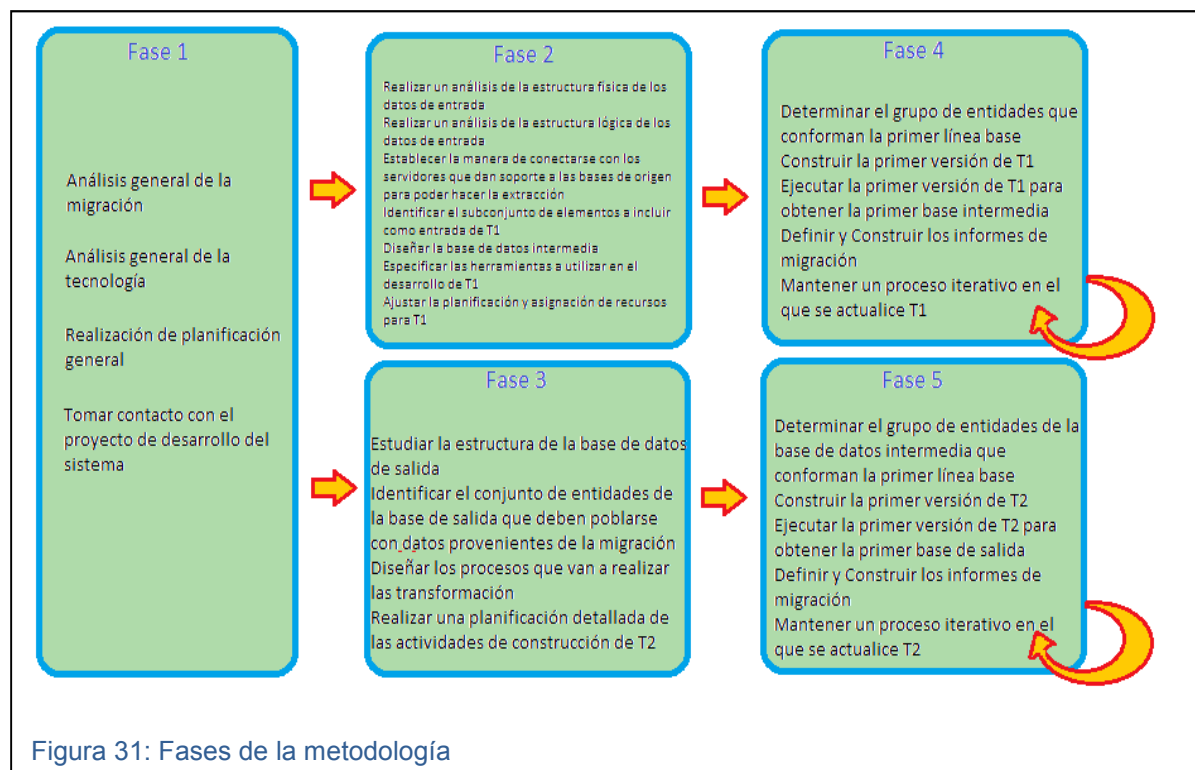 Fase 1
Análisis general de la
migración
Análisis general de la
tecnología
Realización de planificación
general
Tomar contacto con el
proyecto de desarrollo del
sistema
Fase 2
Realizar un análisis de la estructura física de los
datos de entrada
Realizar un análisis de la estructura lógica de los
datos de entrada
Establecer la manera de conectarse con los
servidores que dan soporte a las bases de origen
para poder hacer la extracción
Identificar el subconjunto de elementos a incluir
como entrada de T1
Diseñar la base de datos intermedia
Especificar las herramientas a utilizar en el
desarrollo de T1
Ajustar la planificación y asignación de recursos
para T1
Fase 4
Determinar el grupo de entidades que
conforman la primer línea base
Construir la primer versión de T1
Ejecutar la primer versión de T1 para
obtener la primer base intermedia
Definir y Construir los informes de
migración
Mantener un proceso iterativo en el
que se actualice T1
Fase 3
Estudiar la estructura de la base de datos
de salida
Identificar el conjunto de entidades de
la base de salida que deben poblarse
con datos provenientes de la migración
Diseñar los procesos que van a realizar
las transformación
Realizar una planificación detallada de
las actividades de construcción de T2
Fase 5
Determinar el grupo de entidades de la
base de datos intermedia que
conforman la primer línea base
Construir la primer versión de T2
Ejecutar la primer versión de T2 para
obtener la primer base de salida
Definir y Construir los informes de
migración
Mantener un proceso iterativo en el
que se actualice T2
Figura 31: Fases de la metodología